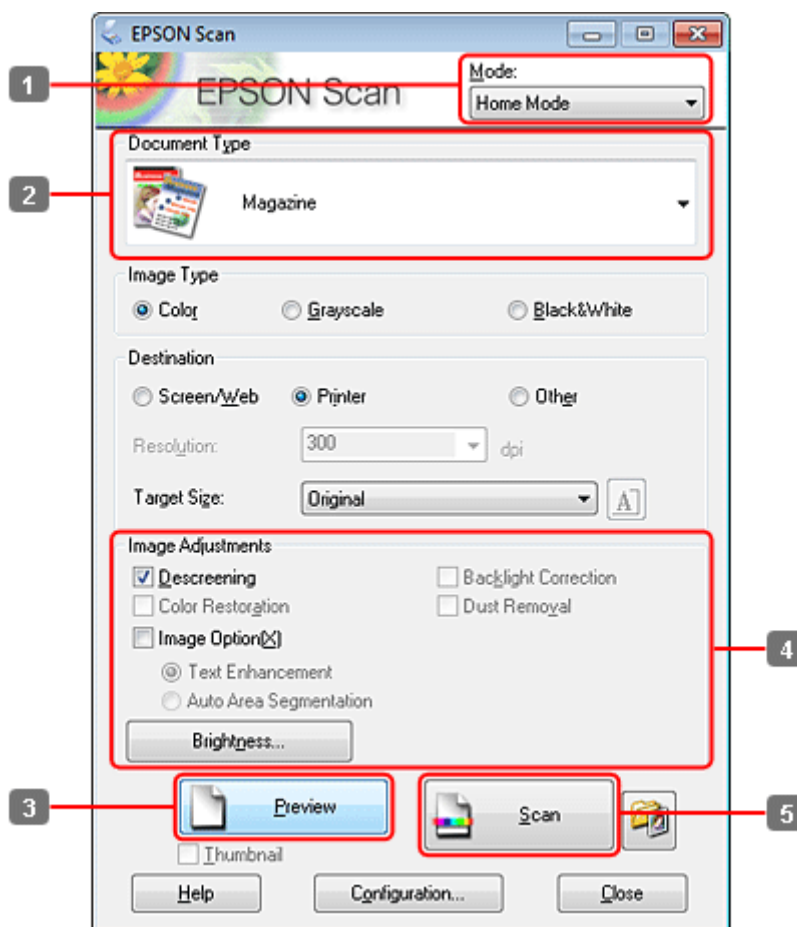 EPSON Scan
EPSON Scan
Mode:
1
Home Mode
Document Type
2
Magazine
Image Type
Color Grayscale Black&White
Destination
Screen/Web Printer Other
Resolution: 300 dpi
Target Size: Original A
Image Adjustments
Descreening Backlight Correction
Color Restoration Dust Removal
Image Option(X)
4
Text Enhancement
Auto Area Segmentation
Brightness...
3 Preview Scan 5
Thumbnail
Help Configuration... Close